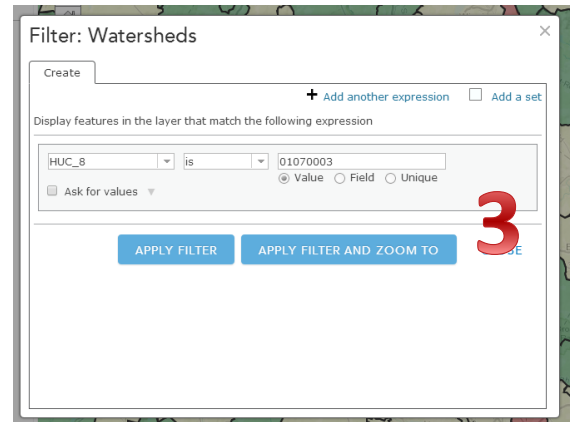 Filter: Watersheds
Create
Add another expression Add a set
Display features in the layer that match the following expression
HUC_8 is 01070003
Value Field Unique
Ask for values
3
APPLY FILTER APPLY FILTER AND ZOOM TO